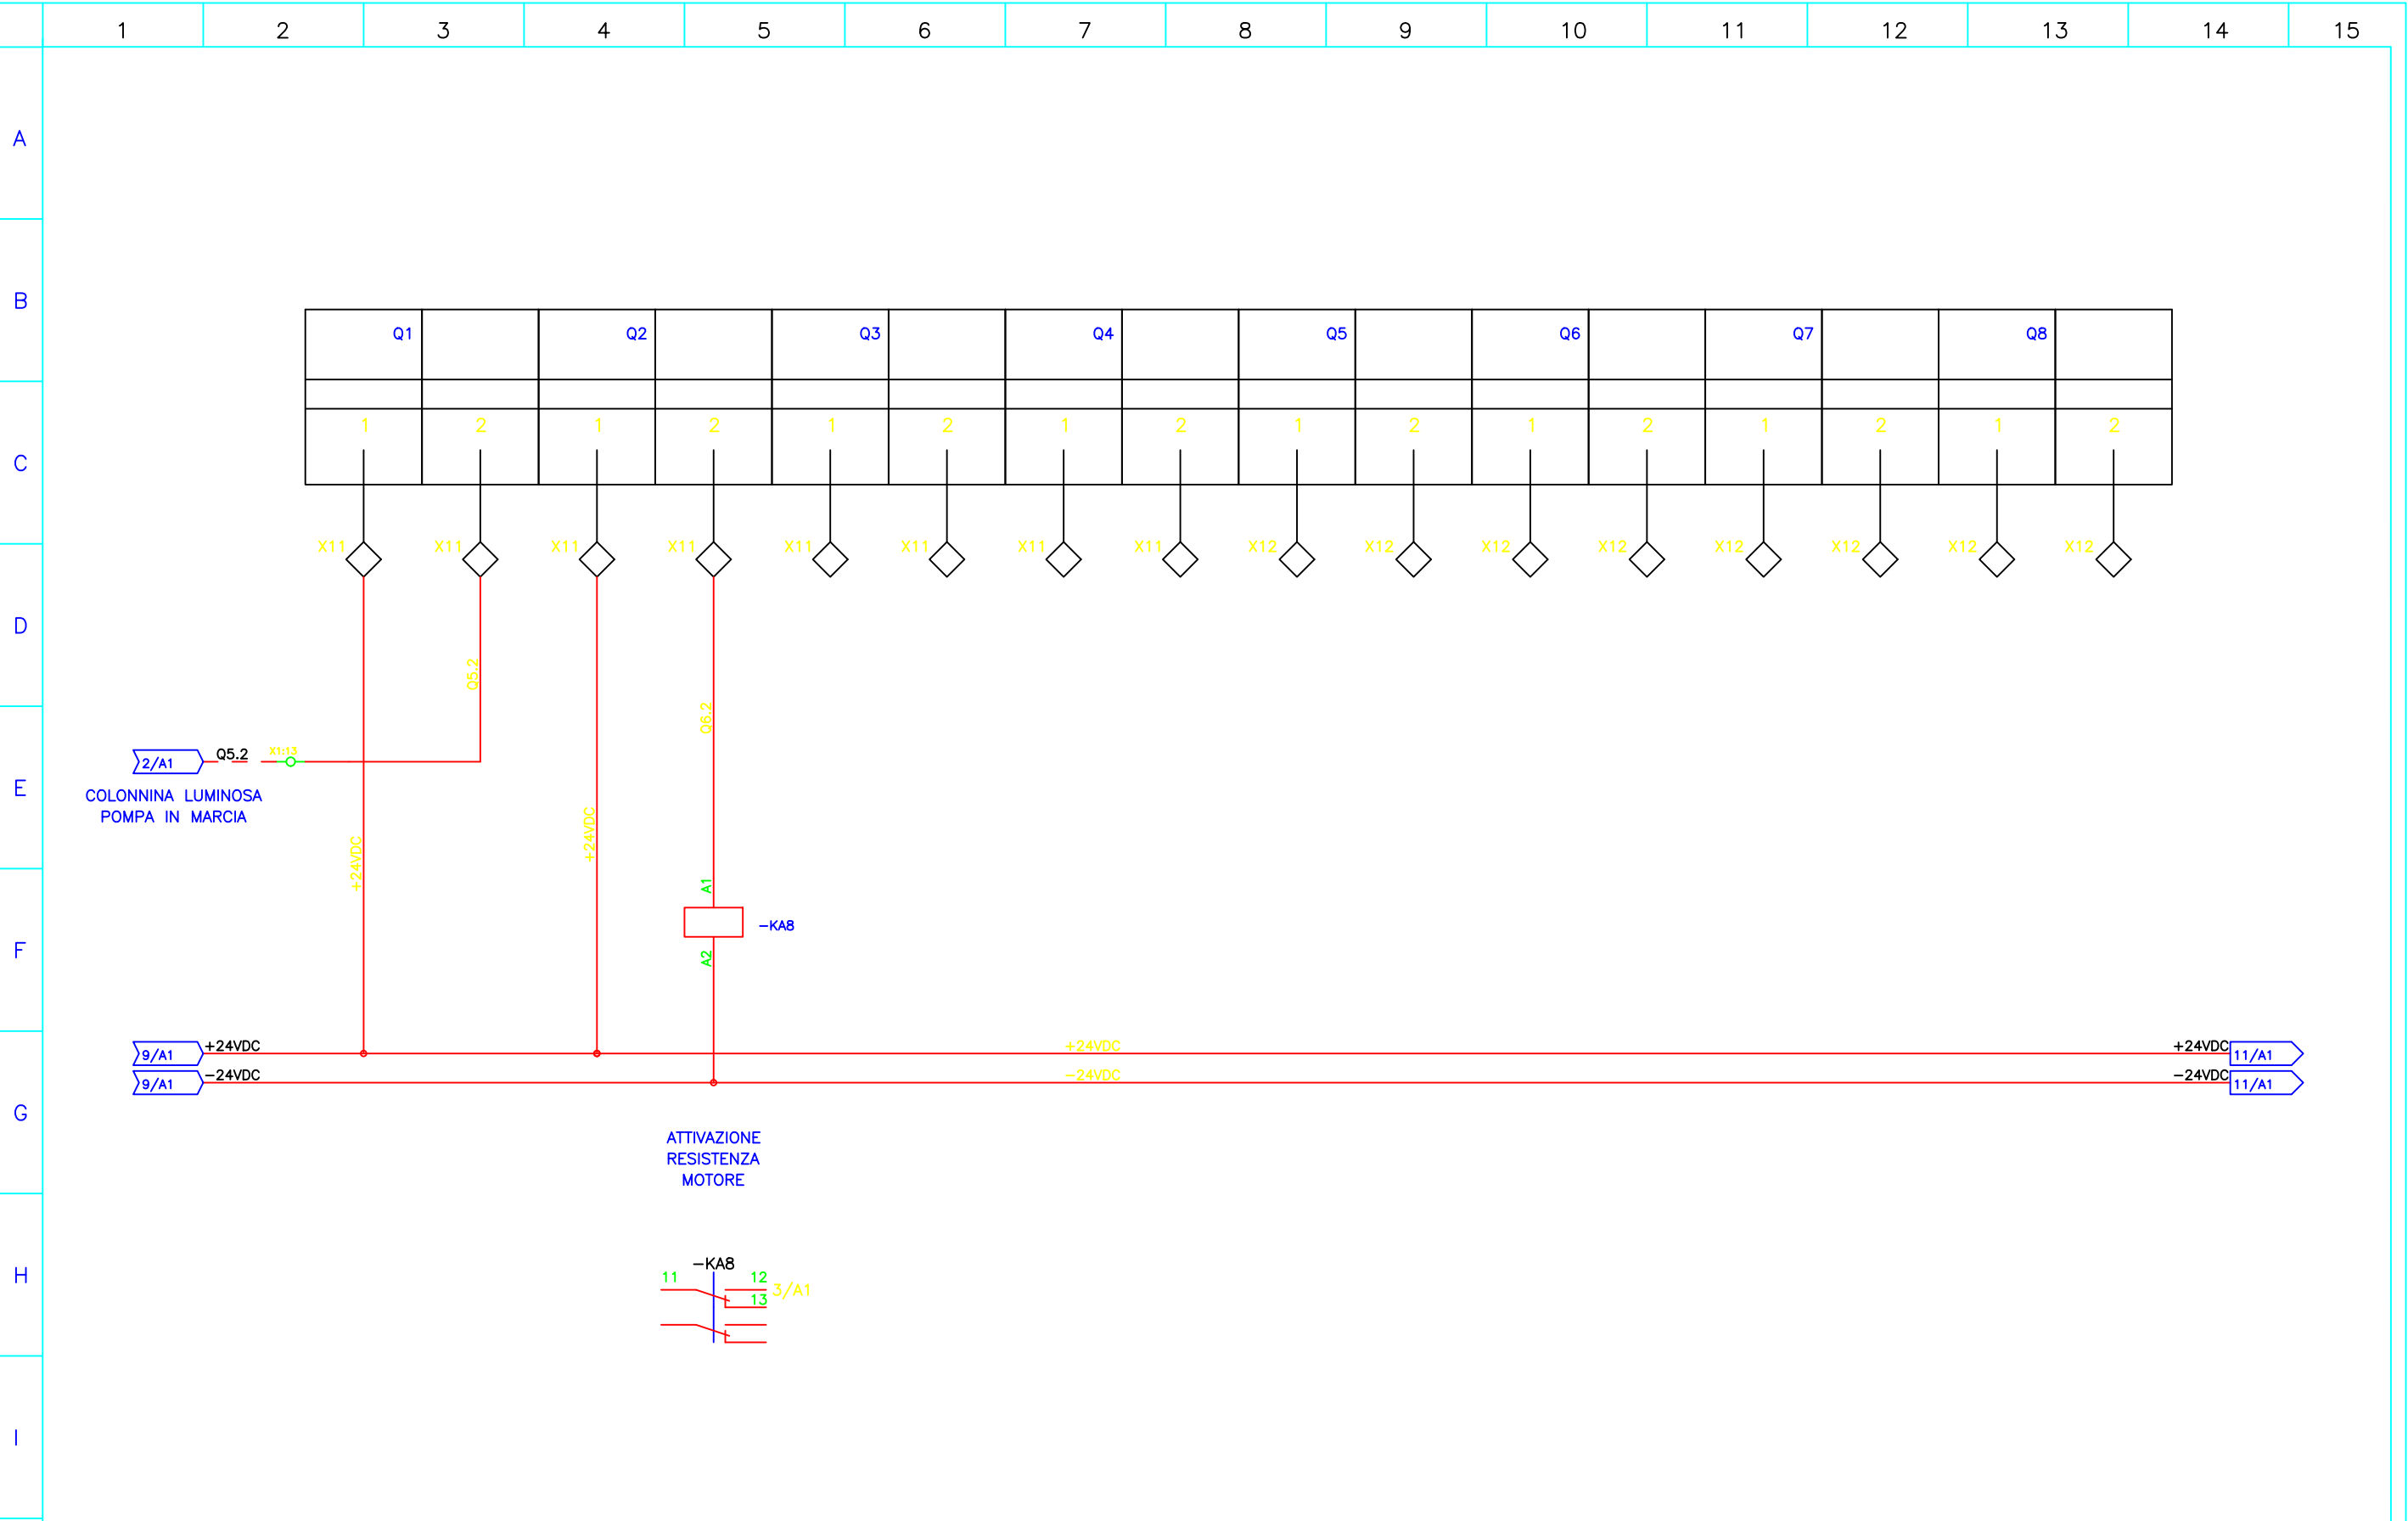 1 2 3 4 5 6 7 8 9 10 11 12 13 14 15
A
B
Q1 Q2 Q3 Q4 Q5 Q6 Q7 Q8
1 2 1 2 1 2 1 2 1 2 1 2 1 2 1 2
C
X11 X11 X11 X11 X11 X11 X11 X11 X12 X12 X12 X12 X12 X12 X12 X12
D
Q5.2
Q6.2
2/A1 Q5.2 X1:13
E
COLONNINA LUMINOSA
POMPA IN MARCIA
+24VDC
+24VDC
A1
-KA8
A2
F
9/A1 +24VDC +24VDC +24VDC 11/A1
9/A1 -24VDC -24VDC -24VDC 11/A1
G
ATTIVAZIONE
RESISTENZA
MOTORE
-KA8
H
11 12 3/A1
13
I